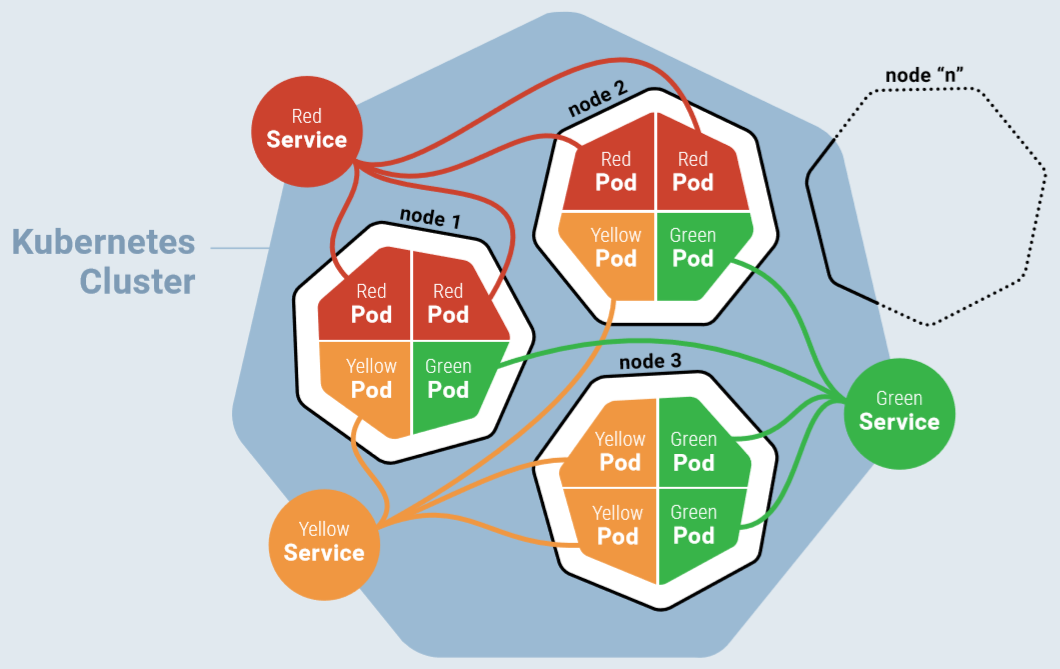 node “n”
node 2
Red
Service
Red
Pod
Red
Pod
Yellow
Pod
Green
Pod
node 1
Kubernetes
Cluster
Red
Pod
Red
Pod
Yellow
Pod
Green
Pod
node 3
Green
Service
Yellow
Pod
Green
Pod
Yellow
Pod
Green
Pod
Yellow
Service